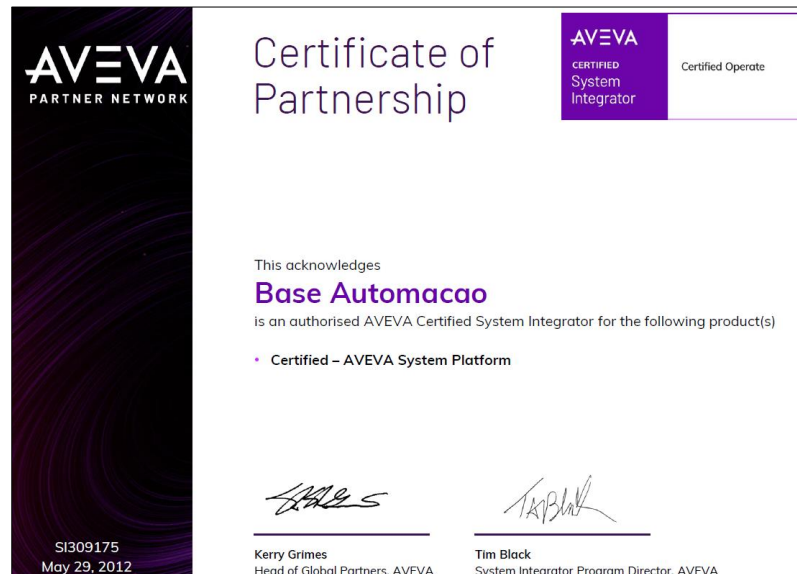 AVEVA
PARTNER NETWORK
Certificate of
Partnership
AVEVA
CERTIFIED
System
Integrator
Certified Operate
This acknowledges
Base Automacao
is an authorised AVEVA Certified System Integrator for the following product(s)
• Certified – AVEVA System Platform
SI309175
May 29, 2012
Kerry Grimes
Head of Global Partners, AVEVA
Tim Black
System Integrator Program Director, AVEVA